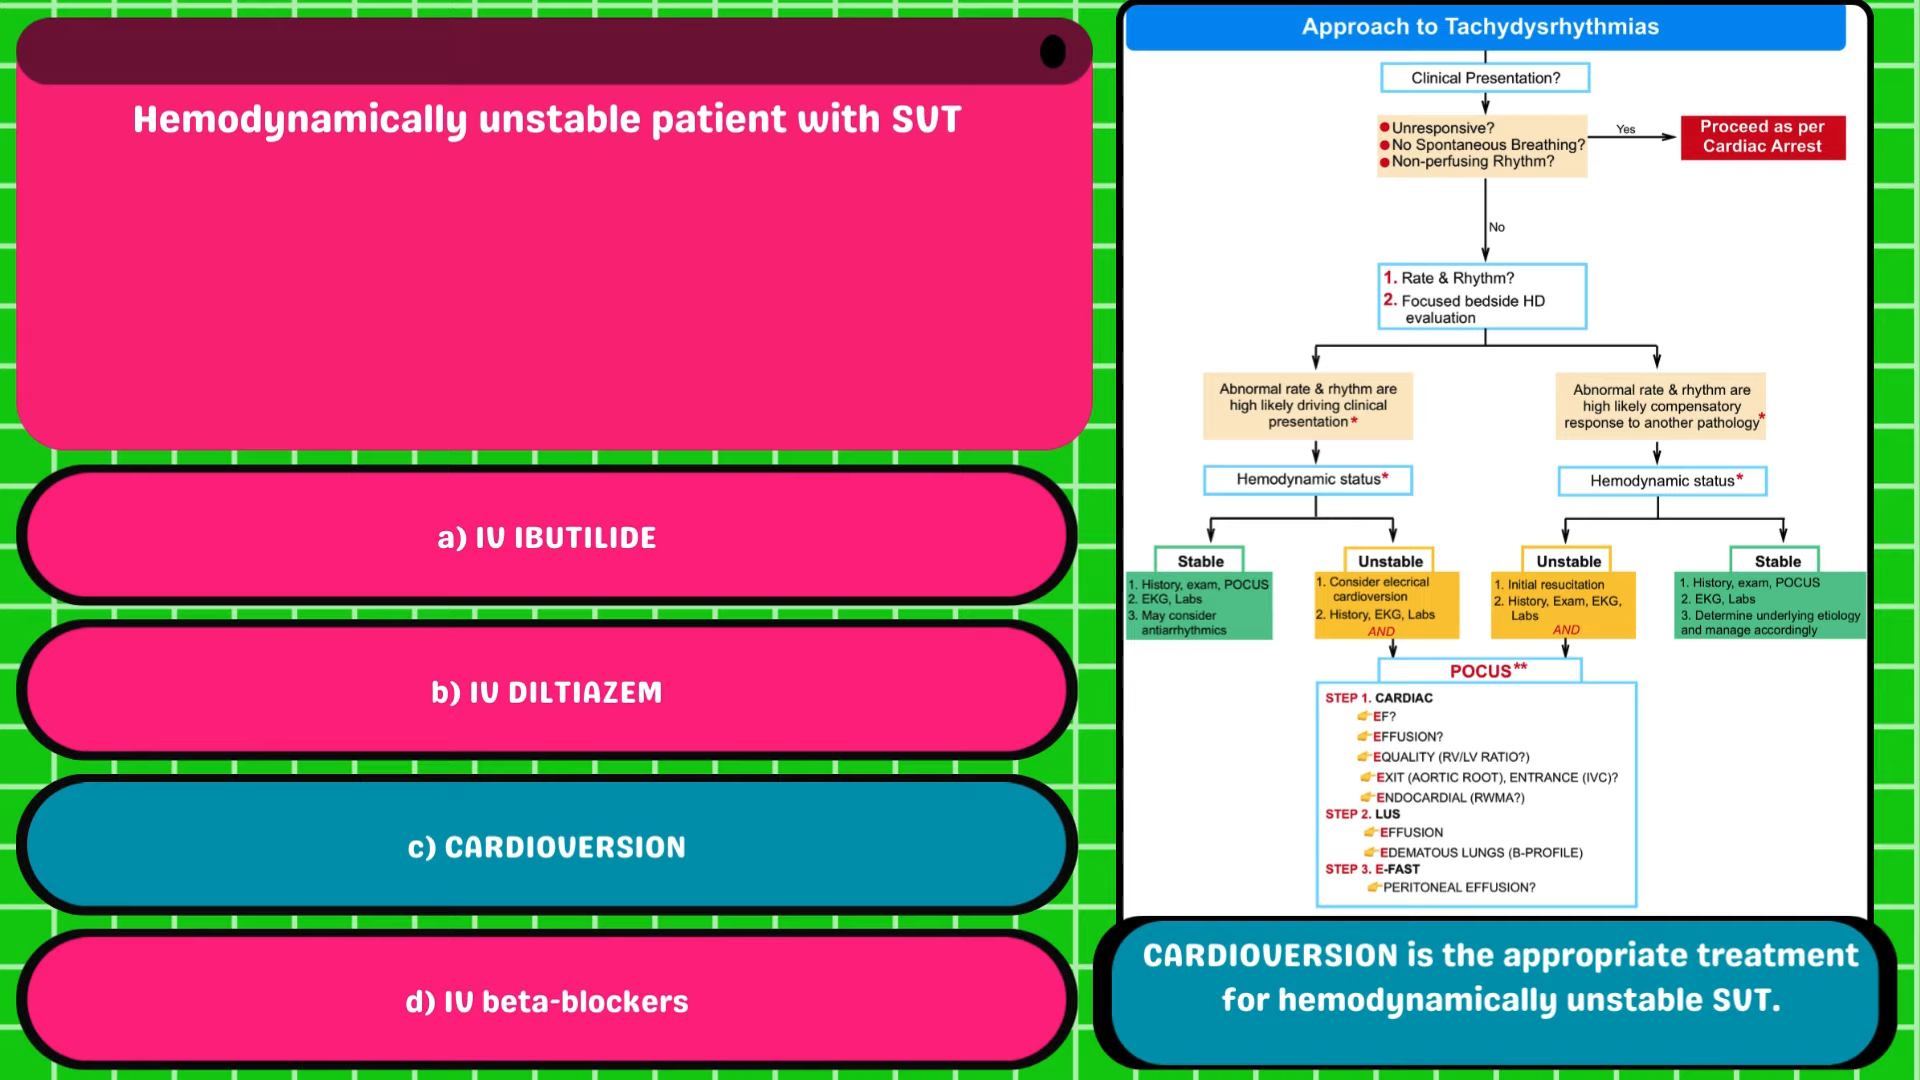 Hemodynamically unstable patient with SVT
a) IV IBUTILIDE
b) IV DILTIAZEM
c) CARDIOVERSION
d) IV beta-blockers
Approach to Tachydysrhythmias
Clinical Presentation?
Unresponsive?
No Spontaneous Breathing?
Non-perfusing Rhythm?
Yes
Proceed as per
Cardiac Arrest
No
1. Rate & Rhythm?
2. Focused bedside HD
evaluation
Abnormal rate & rhythm are
high likely driving clinical
presentation *
Hemodynamic status*
Stable
1. History, exam, POCUS
2. EKG, Labs
3. May consider
antiarrhythmics
Unstable
1. Consider elecrical
cardioversion
2. History, EKG, Labs
AND
Abnormal rate & rhythm are
high likely compensatory
response to another pathology*
Hemodynamic status*
Unstable
1. Initial resucitation
2. History, Exam, EKG,
Labs
AND
Stable
1. History, exam, POCUS
2. EKG, Labs
3. Determine underlying etiology
and manage accordingly
POCUS**
STEP 1. CARDIAC
EF?
EFFUSION?
EQUALITY (RV/LV RATIO?)
EXIT (AORTIC ROOT), ENTRANCE (IVC)?
ENDOCARDIAL (RWMA?)
STEP 2. LUS
EFFUSION
EDEMATOUS LUNGS (B-PROFILE)
STEP 3. E-FAST
PERITONEAL EFFUSION?
CARDIOVERSION is the appropriate treatment
for hemodynamically unstable SVT.